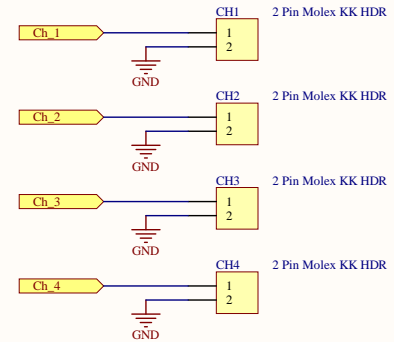 CH1 2 Pin Molex KK HDR
Ch_1 1
2
GND
CH2 2 Pin Molex KK HDR
Ch_2 1
2
GND
CH3 2 Pin Molex KK HDR
Ch_3 1
2
GND
CH4 2 Pin Molex KK HDR
Ch_4 1
2
GND